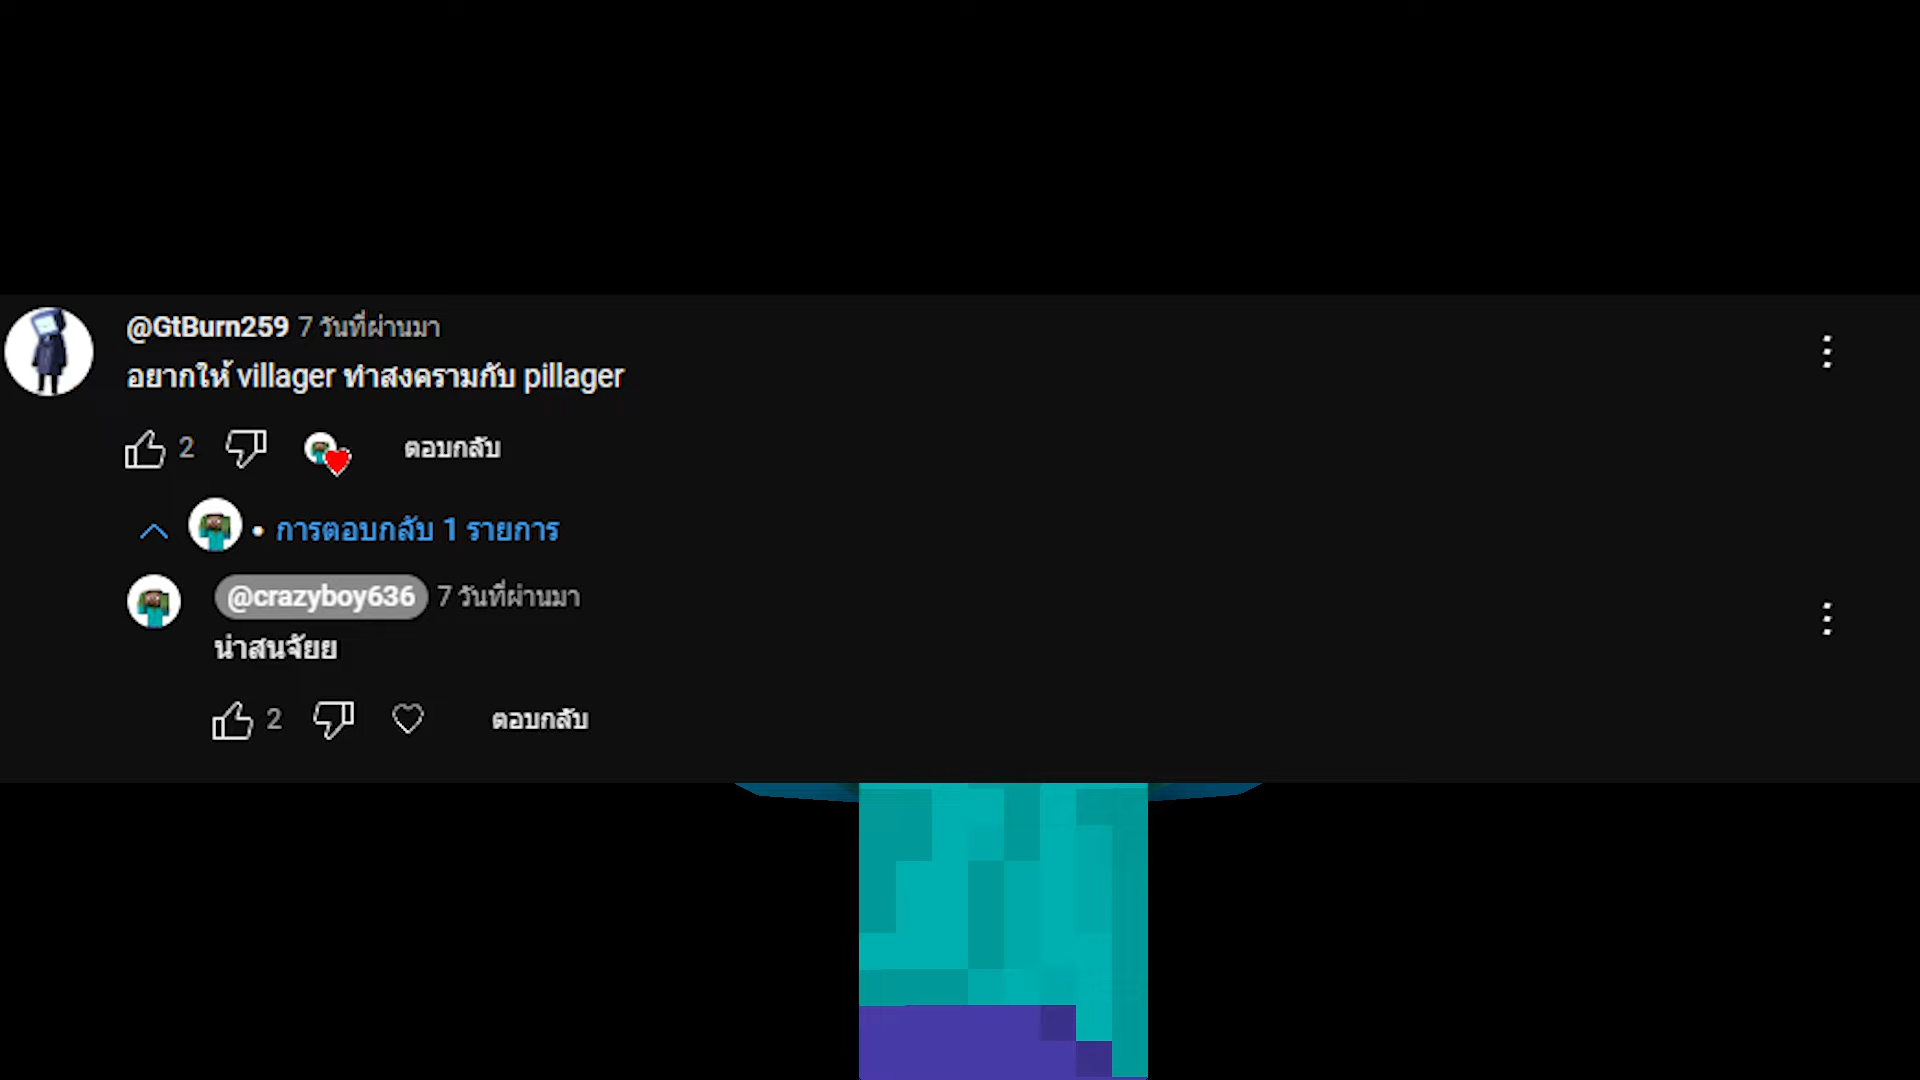 @GtBurn259 7 วันที่ผ่านมา
อยากให้ villager ทำสงครามกับ pillager
2 ตอบกลับ
• การตอบกลับ 1 รายการ
@crazyboy636 7 วันที่ผ่านมา
น่าสนจัยย
2 ตอบกลับ